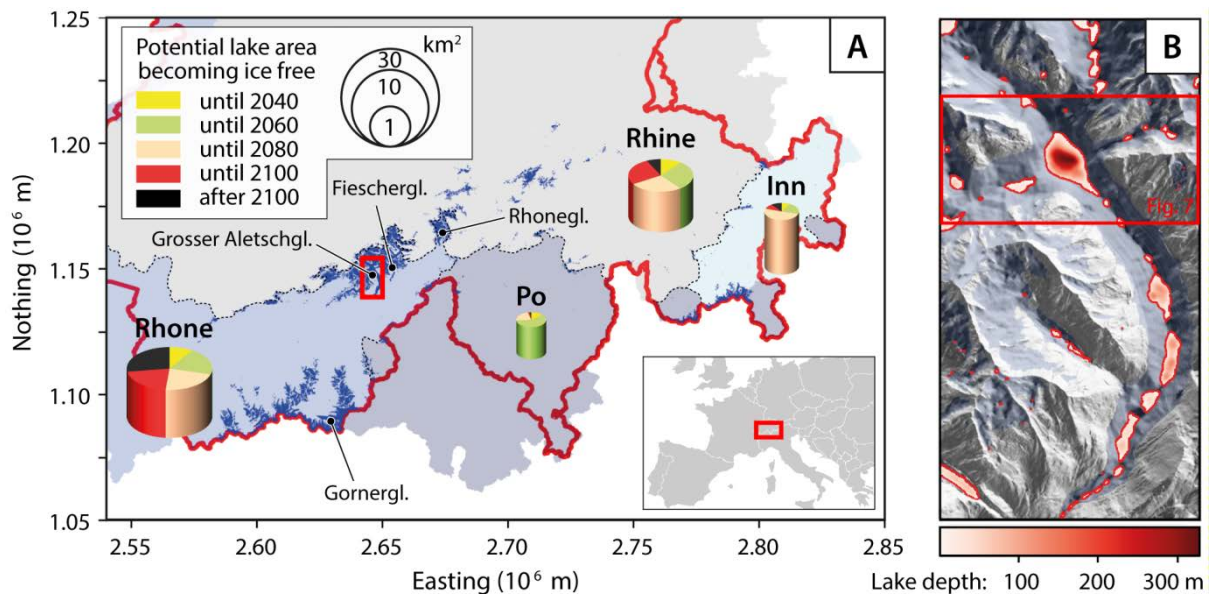 A
B
Potential lake area
becoming ice free
until 2040
until 2060
until 2080
until 2100
after 2100
km²
30
10
1
Fieschergl.
Grosser Aletschgl.
Rhonegl.
Rhine
Inn
Po
Rhone
Gornergl.
Fig. 7
1.25
1.20
1.15
1.10
1.05
Nothing (10⁶ m)
2.55
2.60
2.65
2.70
2.75
2.80
2.85
Easting (10⁶ m)
Lake depth:
100
200
300 m